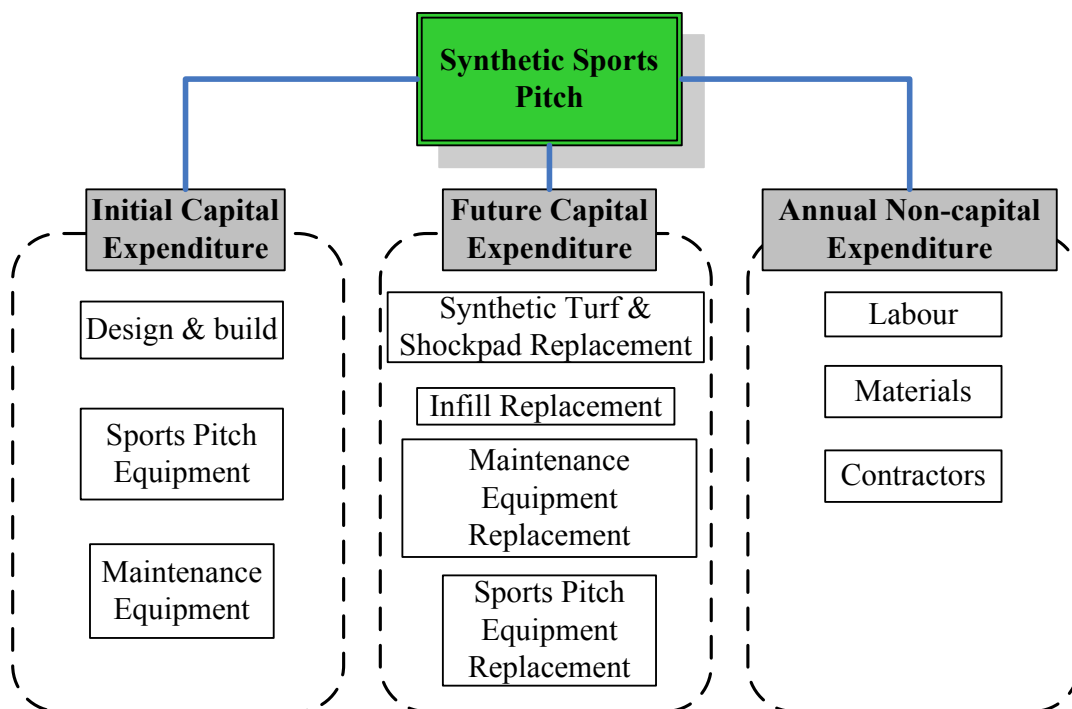 Synthetic Sports
Pitch
Initial Capital
Expenditure
Design & build
Sports Pitch
Equipment
Maintenance
Equipment
Future Capital
Expenditure
Synthetic Turf &
Shockpad Replacement
Infill Replacement
Maintenance
Equipment
Replacement
Sports Pitch
Equipment
Replacement
Annual Non-capital
Expenditure
Labour
Materials
Contractors